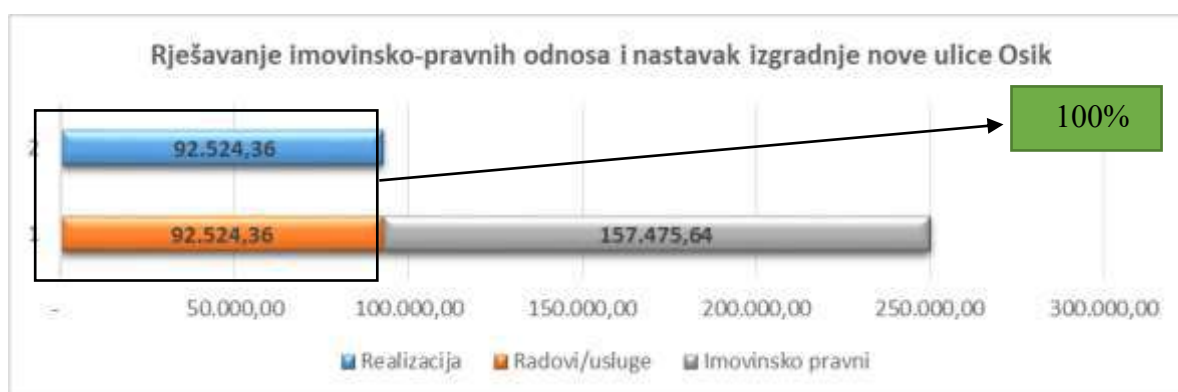 Rješavanje imovinsko-pravnih odnosa i nastavak izgradnje nove ulice Osik
100%
2
92.524,36
1
92.524,36 157.475,64
- 50.000,00 100.000,00 150.000,00 200.000,00 250.000,00 300.000,00
Realizacija Radovi/usluge Imovinsko pravni